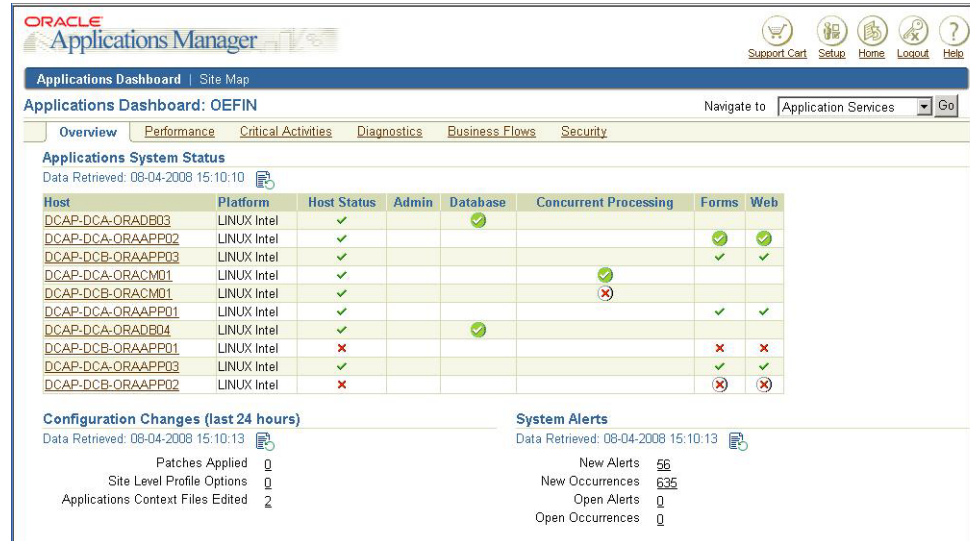 ORACLE
Applications Manager
Support Cart Setup Home Logout Help
Applications Dashboard | Site Map
Applications Dashboard: OEFIN
Navigate to Application Services Go
Overview Performance Critical Activities Diagnostics Business Flows Security
Applications System Status
Data Retrieved: 08-04-2008 15:10:10
Host Platform Host Status Admin Database Concurrent Processing Forms Web
DCAP-DCA-ORADB03 LINUX Intel
DCAP-DCA-ORAAPP02 LINUX Intel
DCAP-DCB-ORAAPP03 LINUX Intel
DCAP-DCA-ORACM01 LINUX Intel
DCAP-DCB-ORACM01 LINUX Intel
DCAP-DCA-ORAAPP01 LINUX Intel
DCAP-DCA-ORADB04 LINUX Intel
DCAP-DCB-ORAAPP01 LINUX Intel
DCAP-DCA-ORAAPP03 LINUX Intel
DCAP-DCB-ORAAPP02 LINUX Intel
Configuration Changes (last 24 hours)
Data Retrieved: 08-04-2008 15:10:13
Patches Applied 0
Site Level Profile Options 0
Applications Context Files Edited 2
System Alerts
Data Retrieved: 08-04-2008 15:10:13
New Alerts 56
New Occurrences 635
Open Alerts 0
Open Occurrences 0